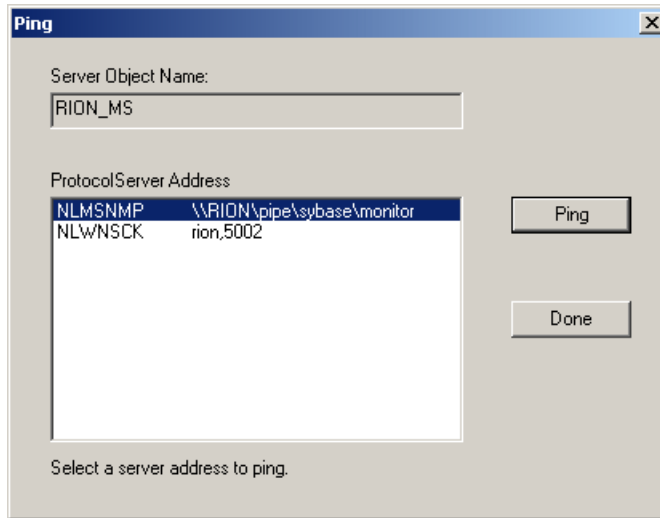 Ping
Server Object Name:
RION_MS
ProtocolServer Address
NLMSNMP \\RION\pipe\sybase\monitor
NLWNSCK rion,5002
Ping
Done
Select a server address to ping.